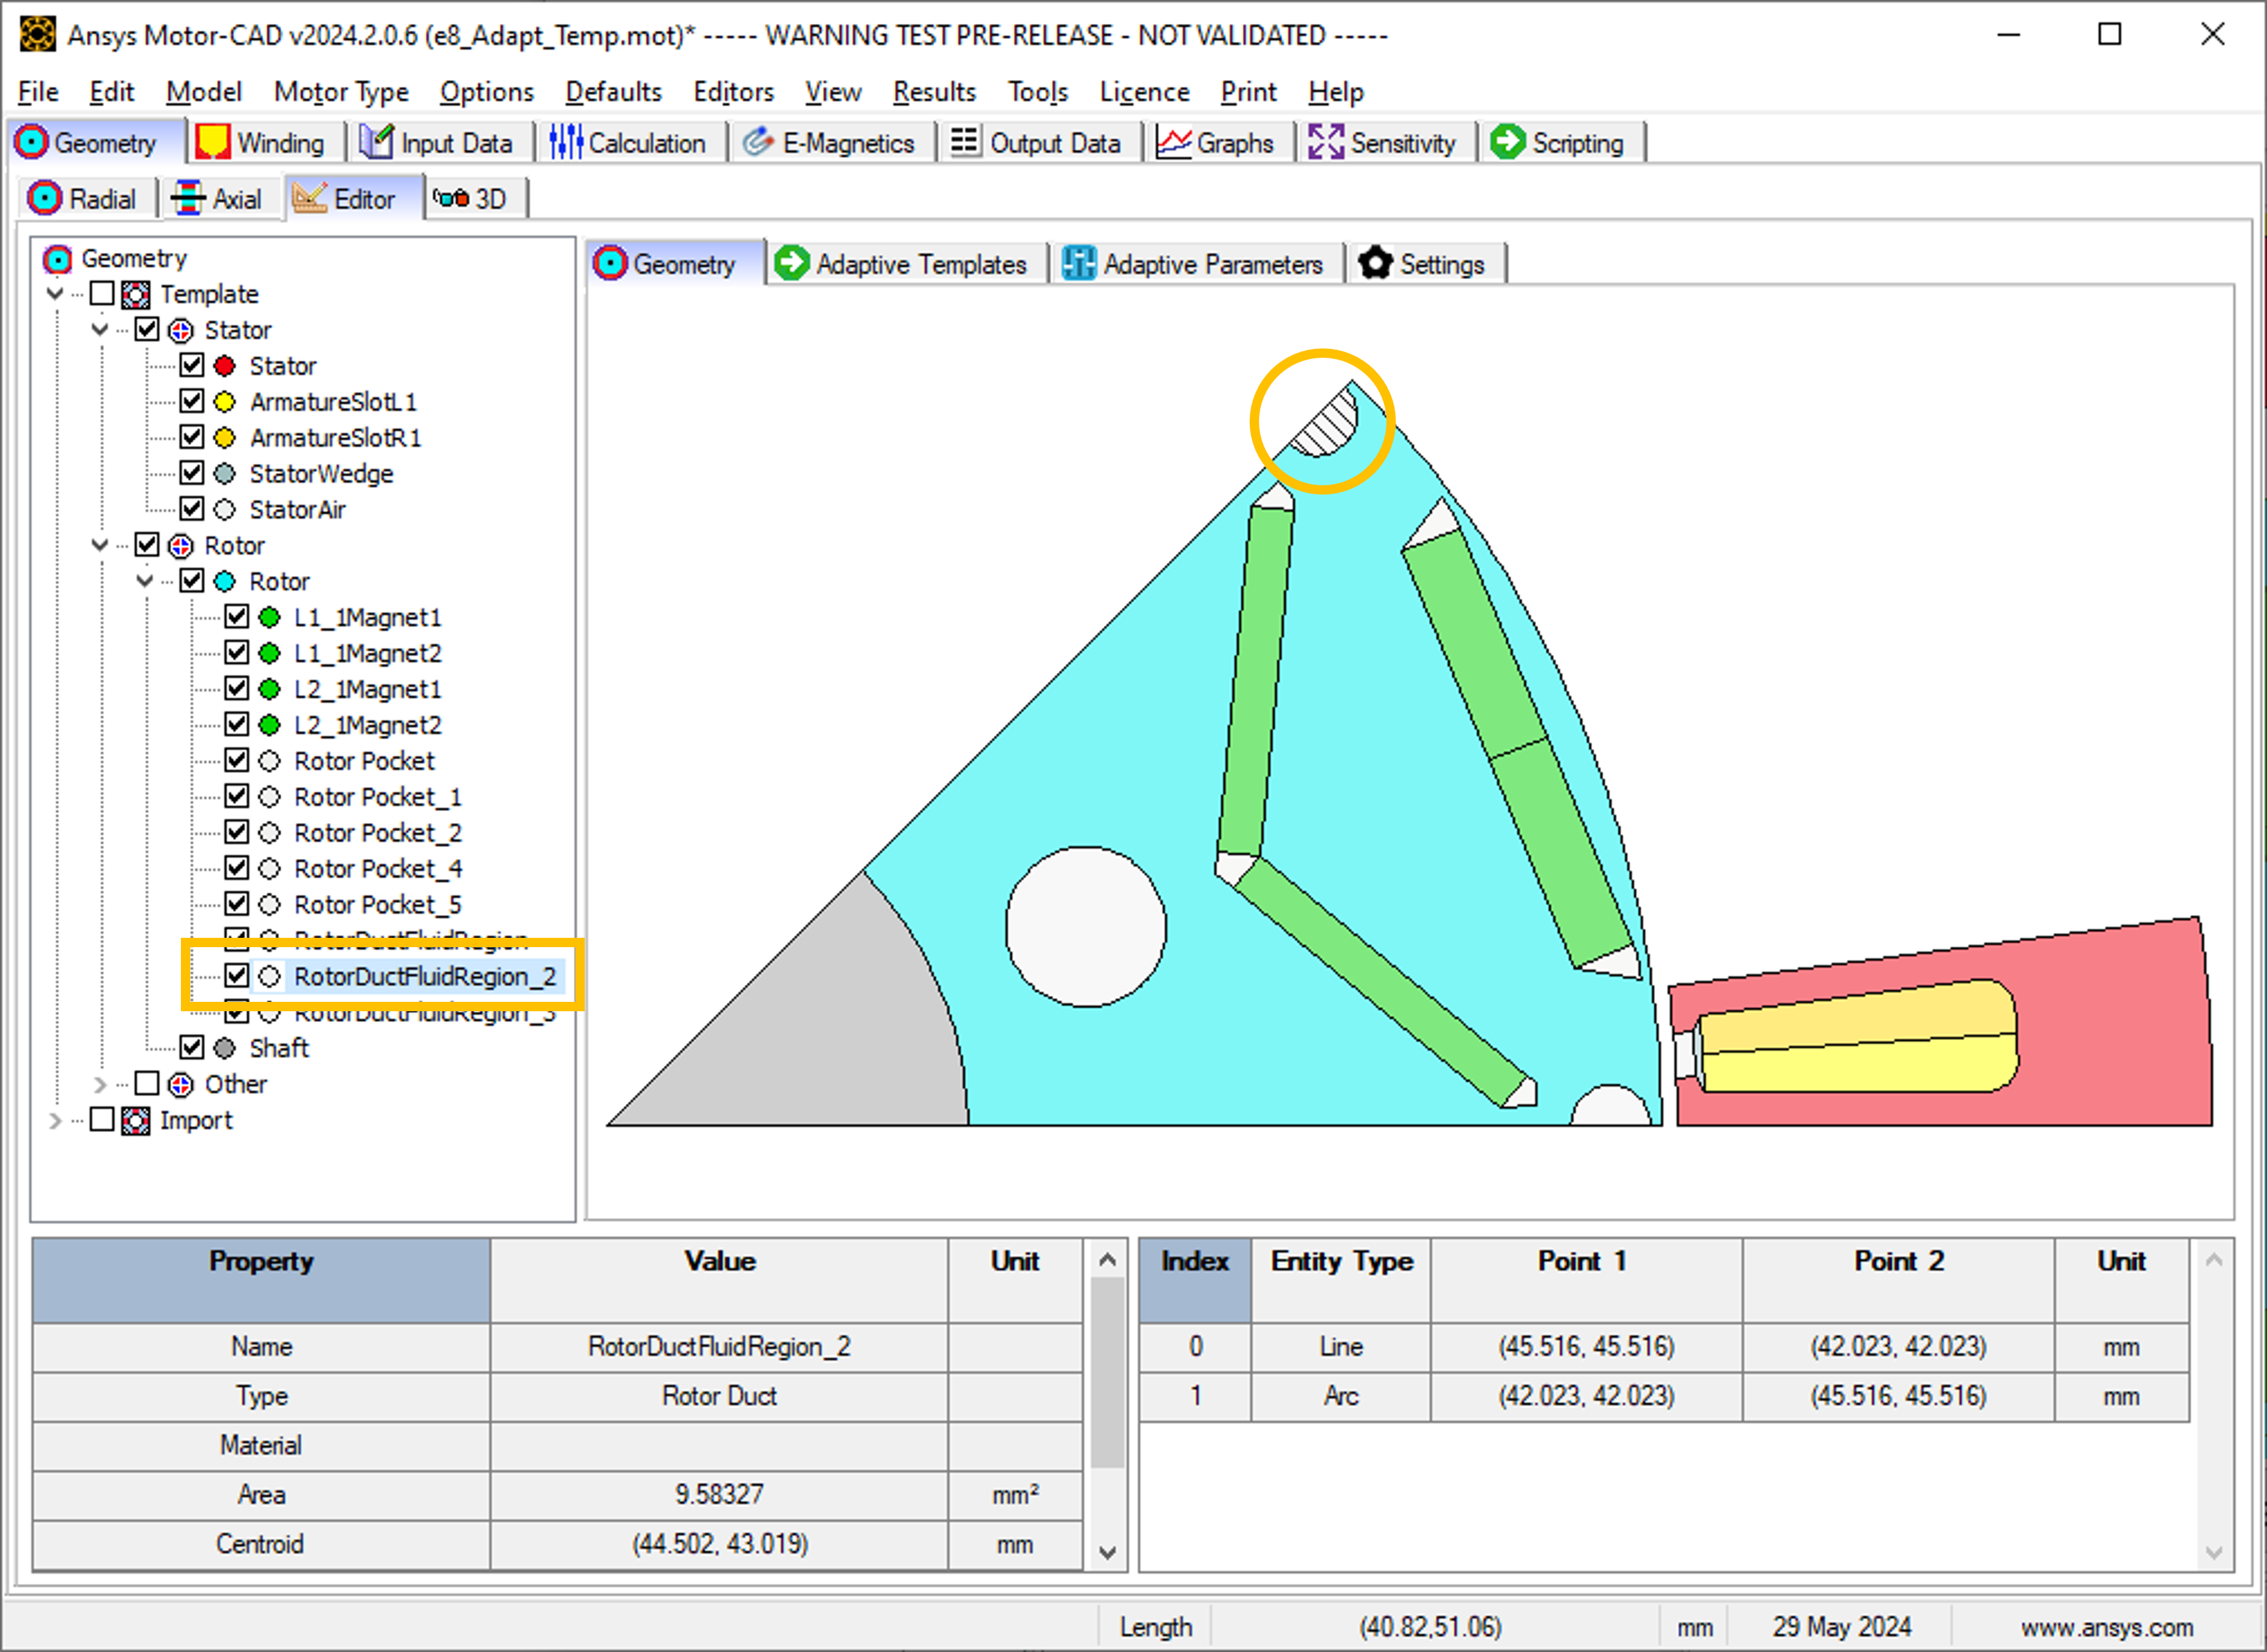 Ansys Motor-CAD v2024.2.0.6 (e8_Adapt_Temp.mot)* ----- WARNING TEST PRE-RELEASE - NOT VALIDATED -----
File Edit Model Motor Type Options Defaults Editors View Results Tools Licence Print Help
Geometry Winding Input Data Calculation E-Magnetics Output Data Graphs Sensitivity Scripting
Radial Axial Editor 3D
Geometry
Template
Stator
Stator
ArmatureSlotL1
ArmatureSlotR1
StatorWedge
StatorAir
Rotor
Rotor
L1_1Magnet1
L1_1Magnet2
L2_1Magnet1
L2_1Magnet2
Rotor Pocket
Rotor Pocket_1
Rotor Pocket_2
Rotor Pocket_4
Rotor Pocket_5
RotorDuctFluidRegion
RotorDuctFluidRegion_2
RotorDuctFluidRegion_3
Shaft
Other
Import
Geometry Adaptive Templates Adaptive Parameters Settings
Property Value Unit
Name RotorDuctFluidRegion_2
Type Rotor Duct
Material
Area 9.58327 mm²
Centroid (44.502, 43.019) mm
Index Entity Type Point 1 Point 2 Unit
0 Line (45.516, 45.516) (42.023, 42.023) mm
1 Arc (42.023, 42.023) (45.516, 45.516) mm
Length (40.82,51.06) mm 29 May 2024 www.ansys.com